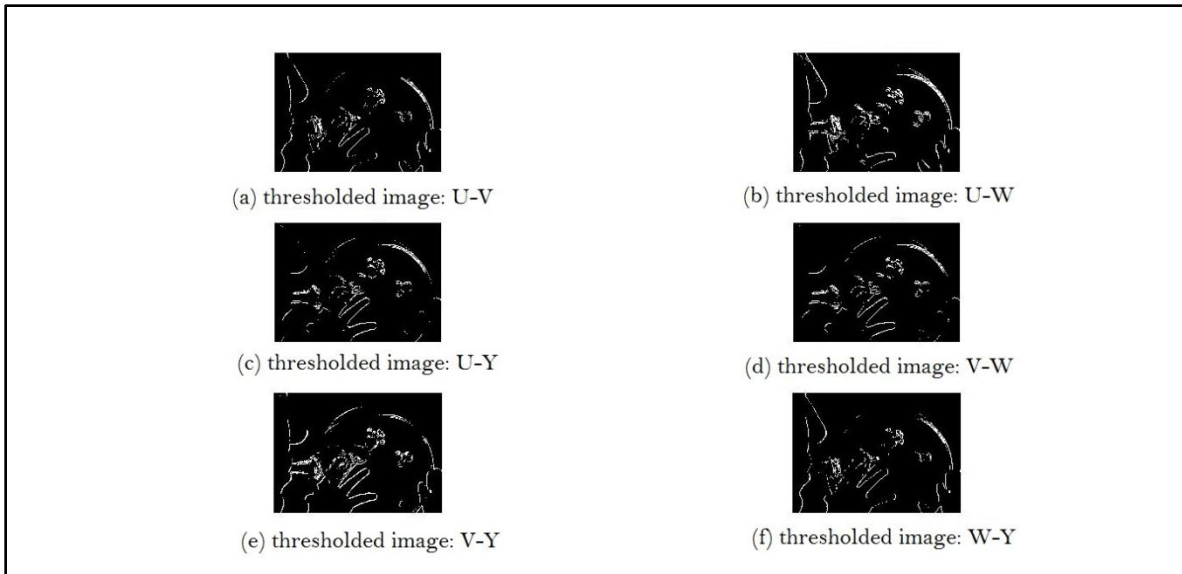 (a) thresholded image: U-V
(b) thresholded image: U-W
(c) thresholded image: U-Y
(d) thresholded image: V-W
(e) thresholded image: V-Y
(f) thresholded image: W-Y